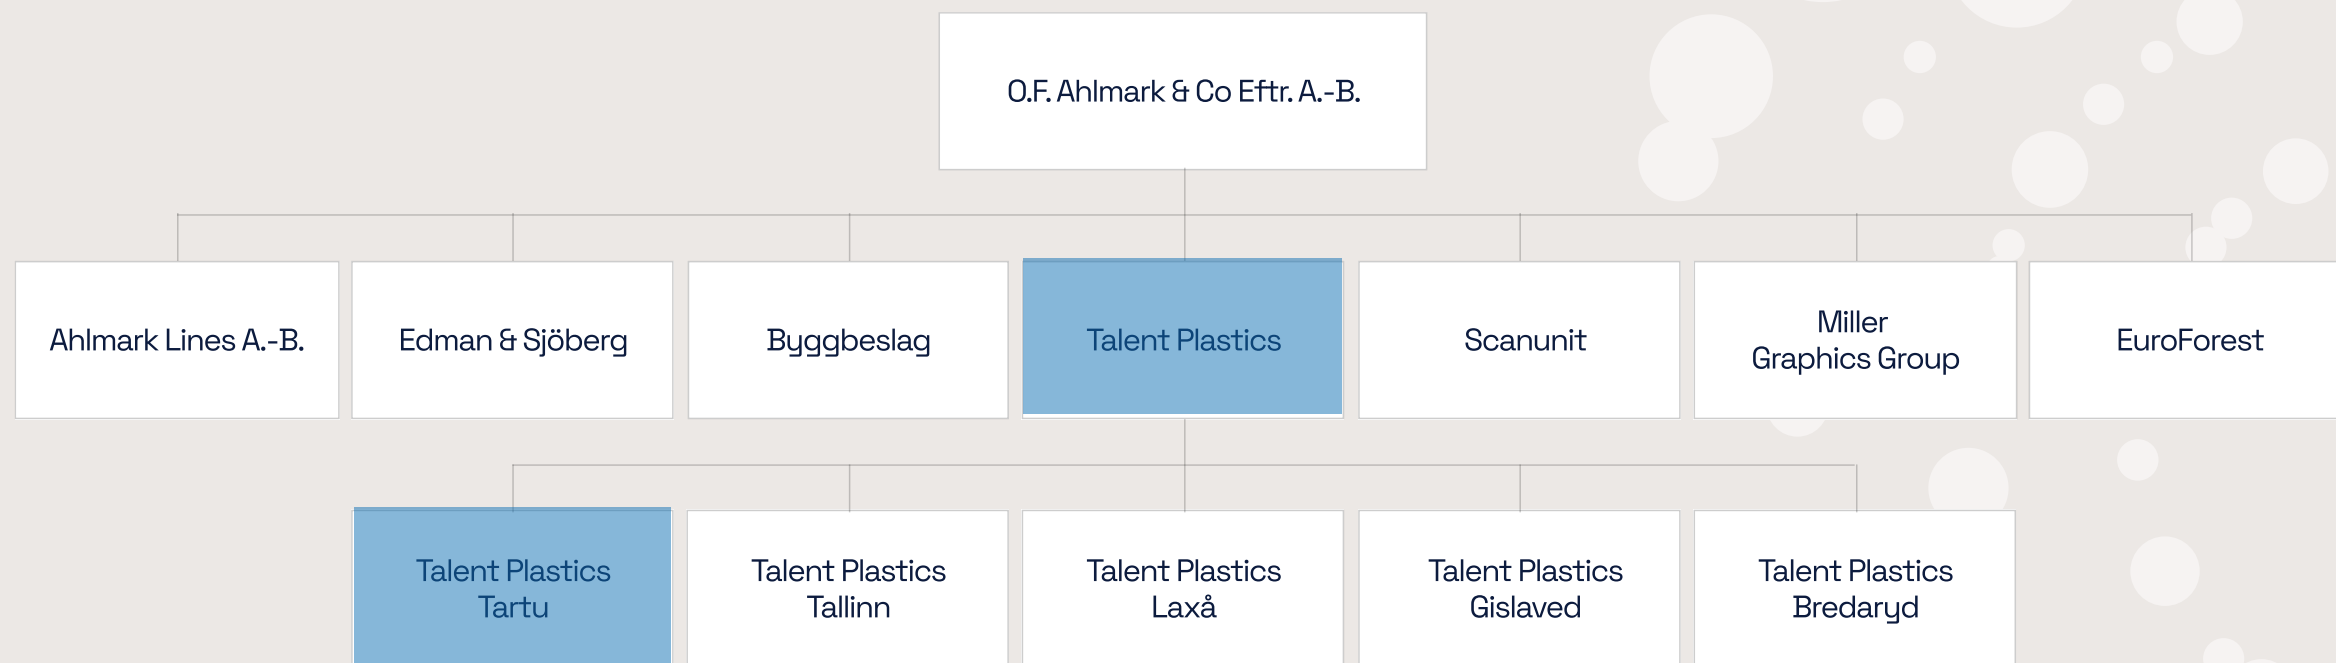 O.F. Ahlmark & Co Eftr. A.-B.
Ahlmark Lines A.-B.
Edman & Sjöberg
Byggbeslag
Talent Plastics
Scanunit
Miller
Graphics Group
EuroForest
Talent Plastics
Tartu
Talent Plastics
Tallinn
Talent Plastics
Laxå
Talent Plastics
Gislaved
Talent Plastics
Bredaryd